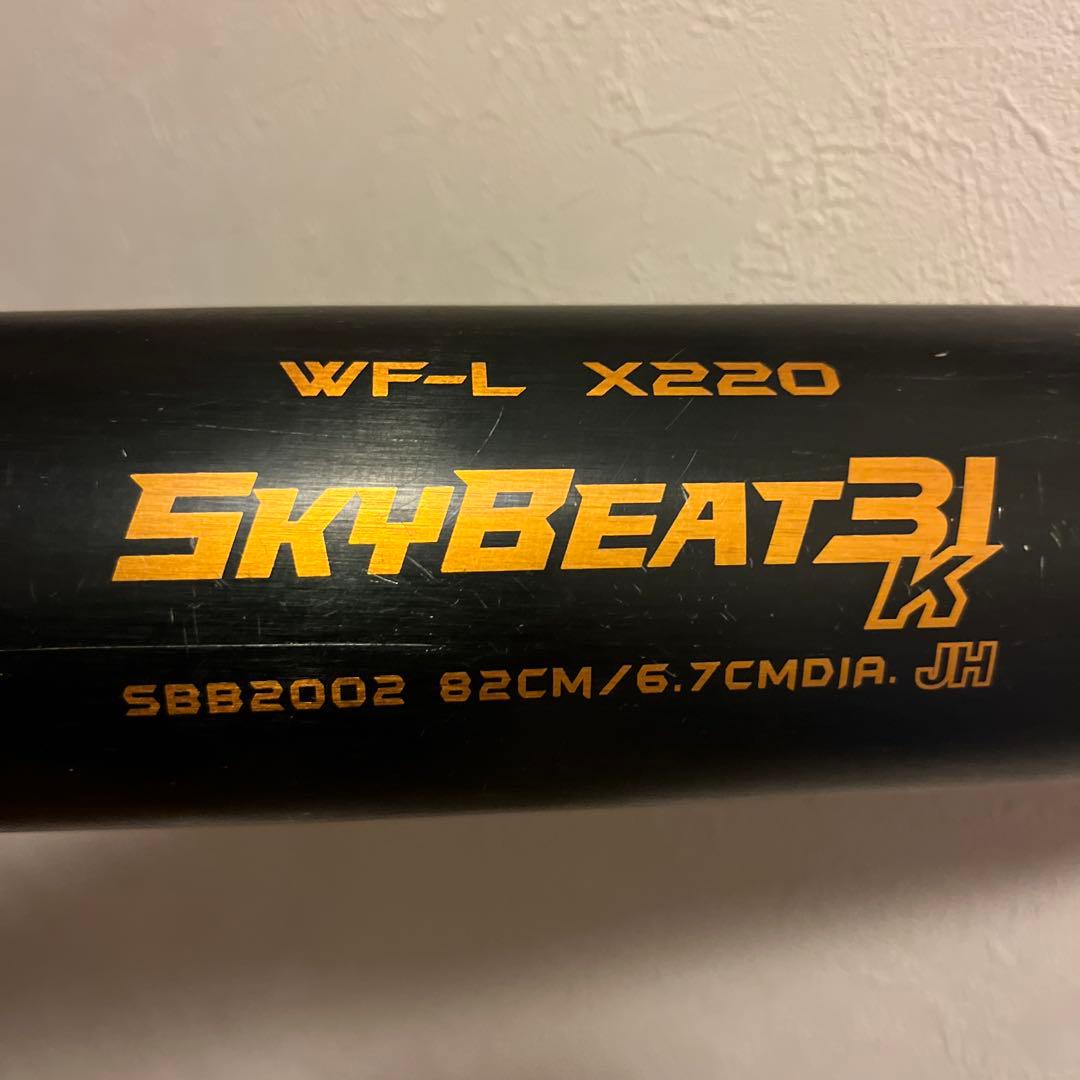 WF-L X220
SKYBEAT31
K
SBB2002 82CM/6.7CMDIA. JH